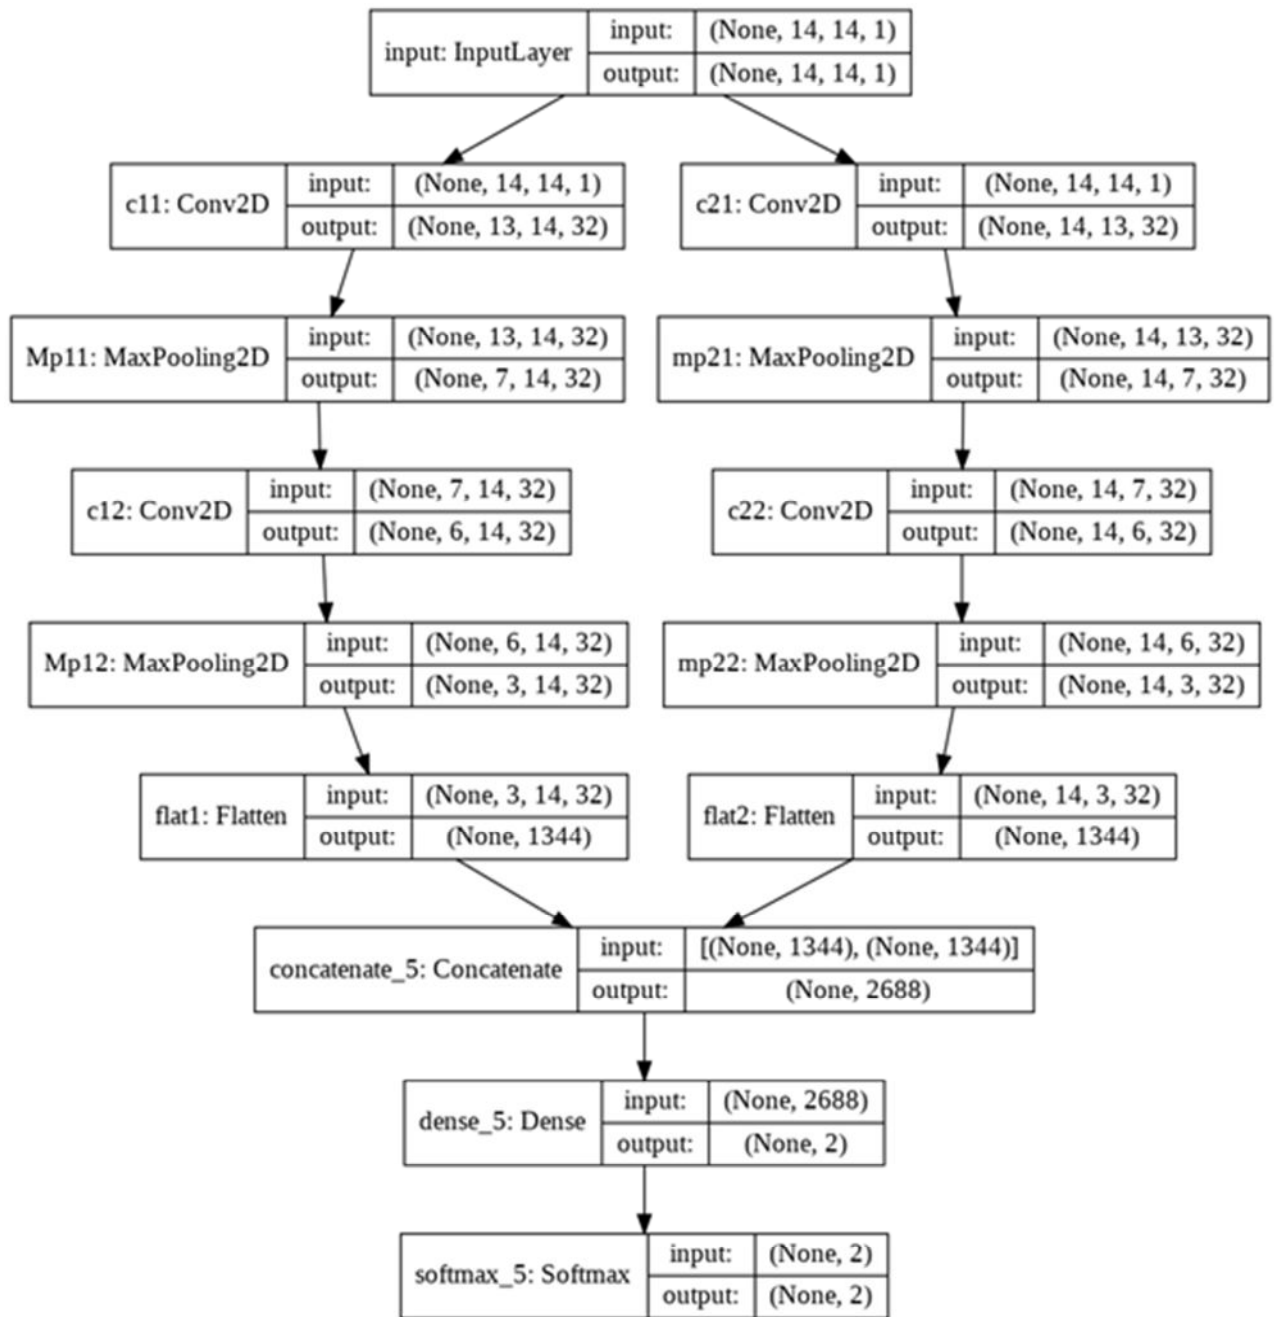 input: InputLayer
input: (None, 14, 14, 1)
output: (None, 14, 14, 1)
c11: Conv2D
input: (None, 14, 14, 1)
output: (None, 13, 14, 32)
c21: Conv2D
input: (None, 14, 14, 1)
output: (None, 14, 13, 32)
Mp11: MaxPooling2D
input: (None, 13, 14, 32)
output: (None, 7, 14, 32)
mp21: MaxPooling2D
input: (None, 14, 13, 32)
output: (None, 14, 7, 32)
c12: Conv2D
input: (None, 7, 14, 32)
output: (None, 6, 14, 32)
c22: Conv2D
input: (None, 14, 7, 32)
output: (None, 14, 6, 32)
Mp12: MaxPooling2D
input: (None, 6, 14, 32)
output: (None, 3, 14, 32)
mp22: MaxPooling2D
input: (None, 14, 6, 32)
output: (None, 14, 3, 32)
flat1: Flatten
input: (None, 3, 14, 32)
output: (None, 1344)
flat2: Flatten
input: (None, 14, 3, 32)
output: (None, 1344)
concatenate_5: Concatenate
input: [(None, 1344), (None, 1344)]
output: (None, 2688)
dense_5: Dense
input: (None, 2688)
output: (None, 2)
softmax_5: Softmax
input: (None, 2)
output: (None, 2)